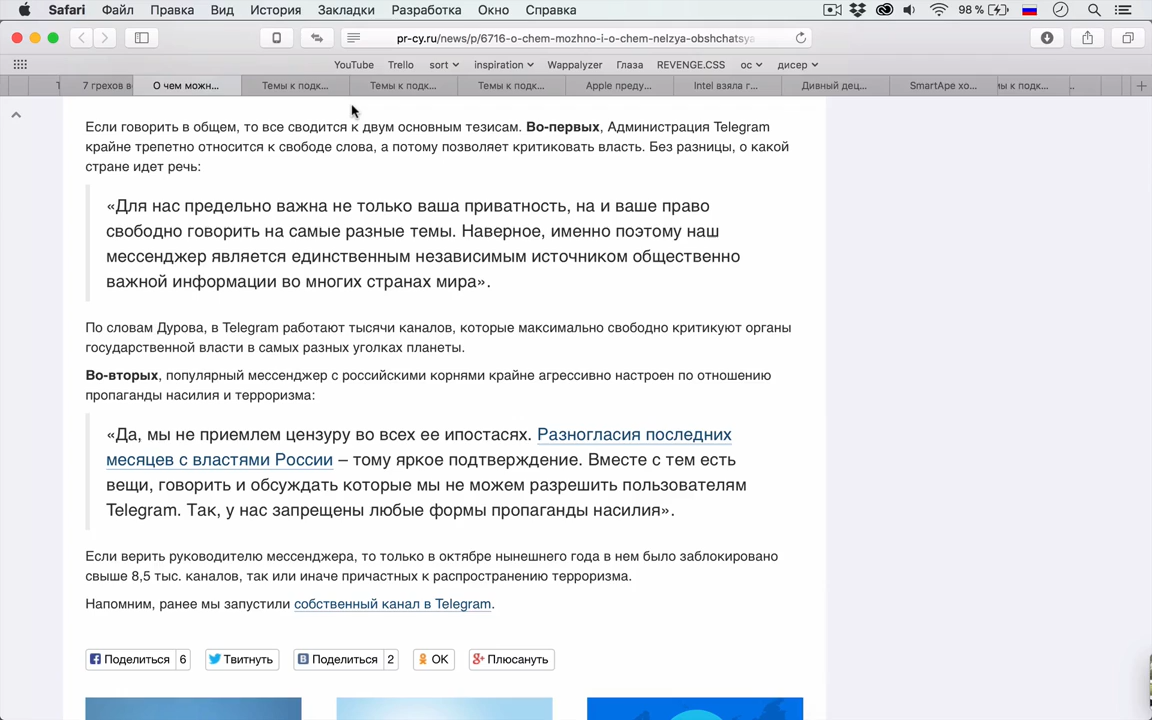 Safari Файл Правка Вид История Закладки Разработка Окно Справка 98 %
pr-cy.ru/news/p/6716-o-chem-mozhno-i-o-chem-nelzya-obshchatsya
YouTube Trello sort inspiration Wappalyzer Глаза REVENGE.CSS ос дисер
7 грехов в О чем можн... Темы к подк... Темы к подк... Темы к подк... Apple преду... Intel взяла г... Дивный дец... SmartApe хо... ы к подк...
Если говорить в общем, то все сводится к двум основным тезисам. Во-первых, Администрация Telegram
крайне трепетно относится к свободе слова, а потому позволяет критиковать власть. Без разницы, о какой
стране идет речь:
«Для нас предельно важна не только ваша приватность, на и ваше право
свободно говорить на самые разные темы. Наверное, именно поэтому наш
мессенджер является единственным независимым источником общественно
важной информации во многих странах мира».
По словам Дурова, в Telegram работают тысячи каналов, которые максимально свободно критикуют органы
государственной власти в самых разных уголках планеты.
Во-вторых, популярный мессенджер с российскими корнями крайне агрессивно настроен по отношению
пропаганды насилия и терроризма:
«Да, мы не приемлем цензуру во всех ее ипостасях. Разногласия последних
месяцев с властями России – тому яркое подтверждение. Вместе с тем есть
вещи, говорить и обсуждать которые мы не можем разрешить пользователям
Telegram. Так, у нас запрещены любые формы пропаганды насилия».
Если верить руководителю мессенджера, то только в октябре нынешнего года в нем было заблокировано
свыше 8,5 тыс. каналов, так или иначе причастных к распространению терроризма.
Напомним, ранее мы запустили собственный канал в Telegram.
Поделиться 6 Твитнуть Поделиться 2 ОК Плюсануть